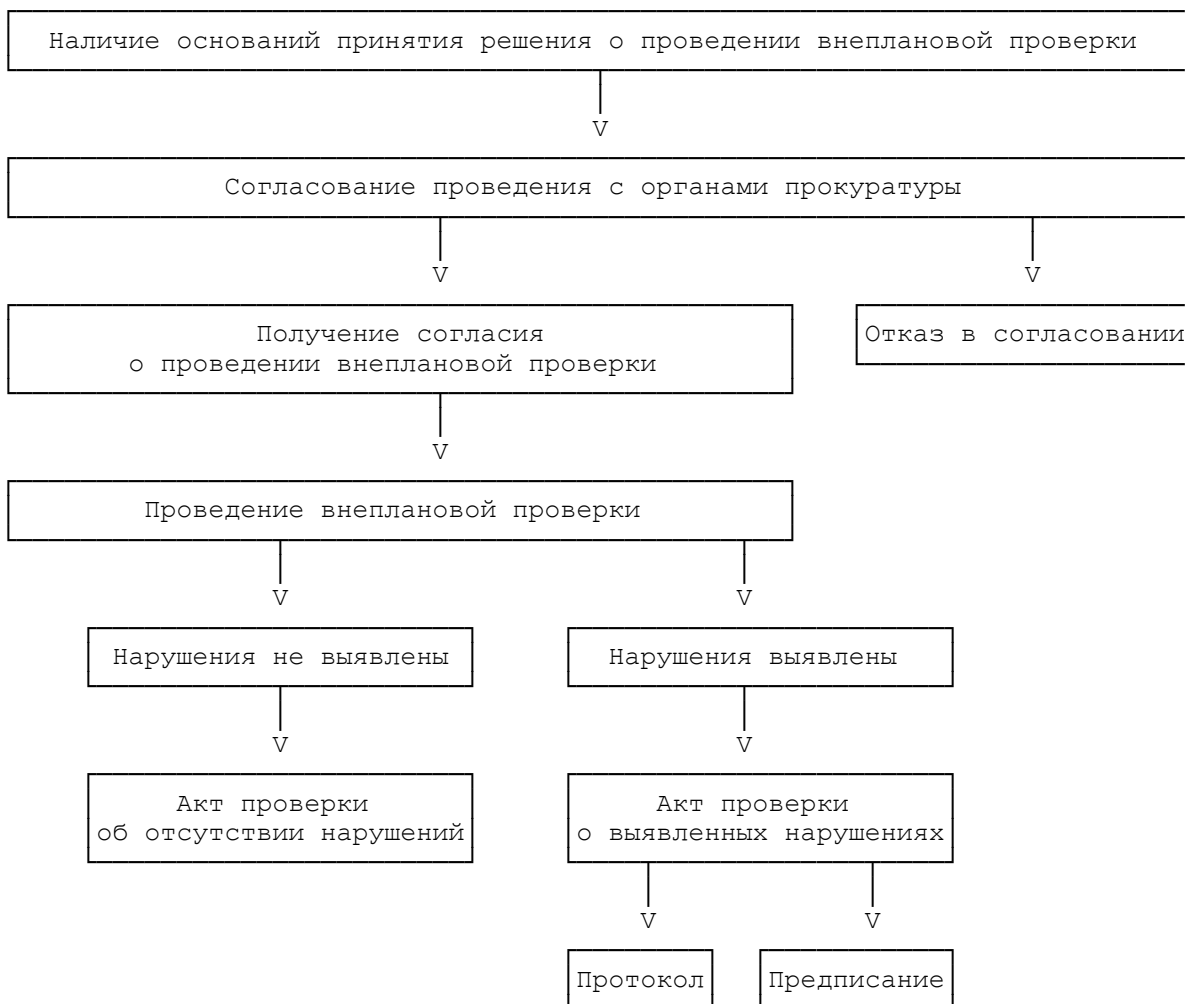 Наличие оснований принятия решения о проведении внеплановой проверки
V
Согласование проведения с органами прокуратуры
V V
Получение согласия
о проведении внеплановой проверки
Отказ в согласовании
V
Проведение внеплановой проверки
V V
Нарушения не выявлены
Нарушения выявлены
V V
Акт проверки
об отсутствии нарушений
Акт проверки
о выявленных нарушениях
V V
Протокол
Предписание